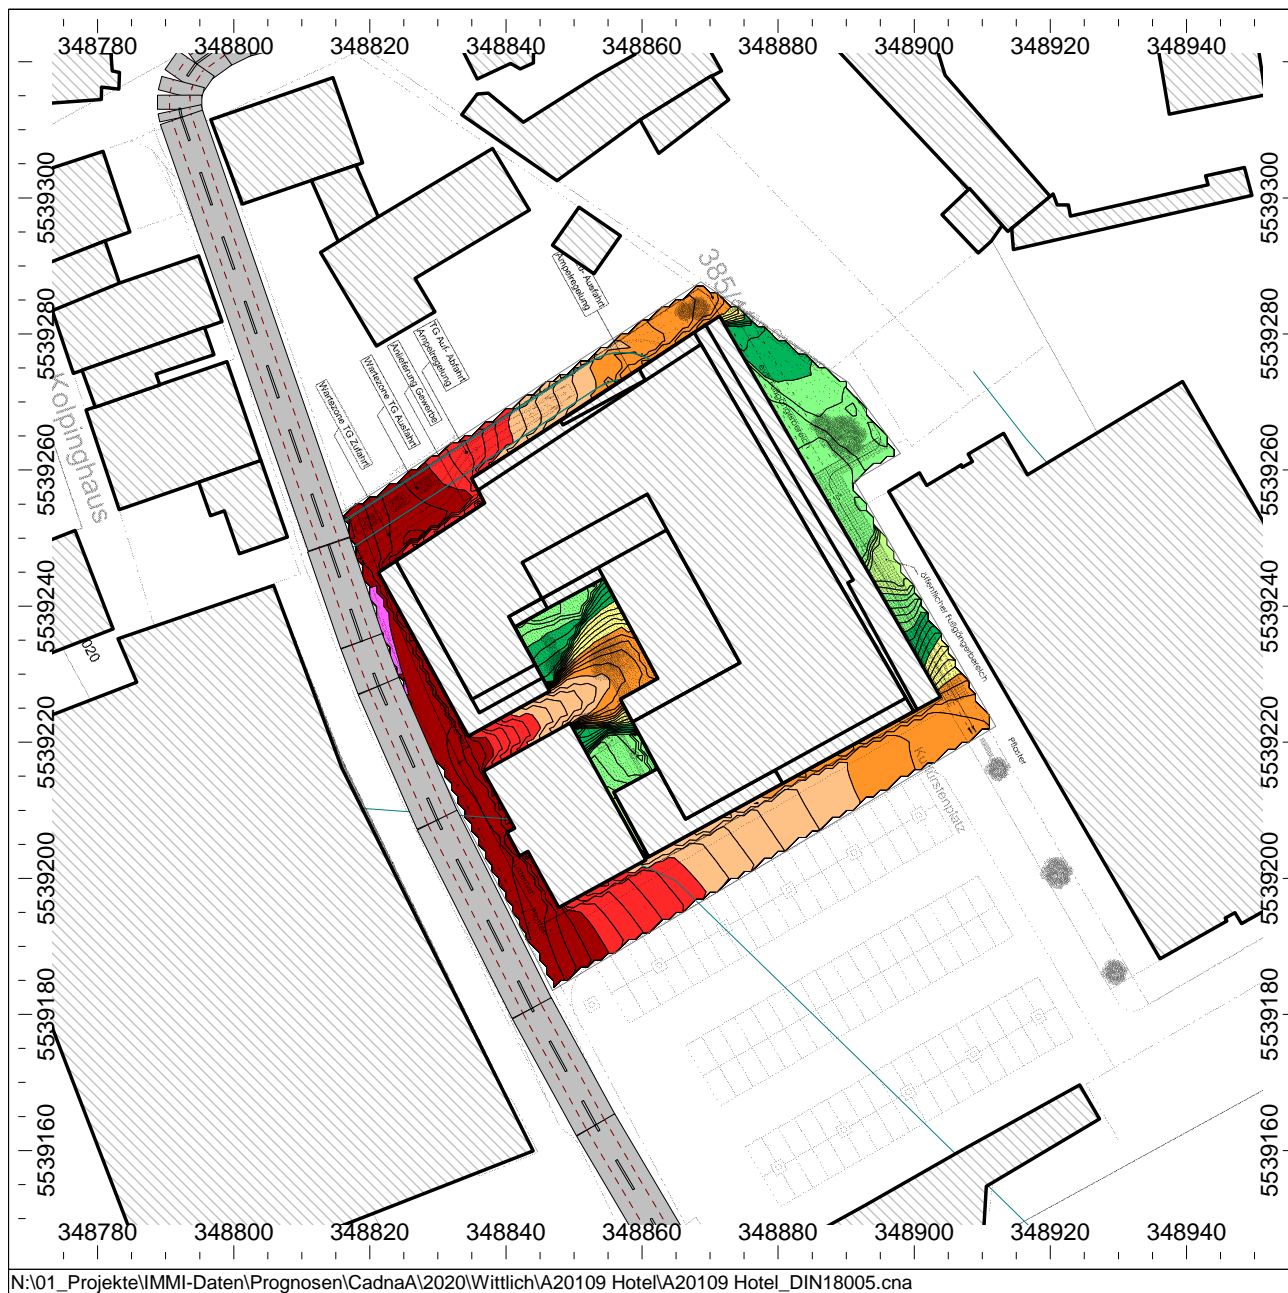 348780 348800 348820 348840 348860 348880 348900 348920 348940
5539300
5539280
5539260
5539240
5539220
5539200
5539180
5539160
5539300
5539280
5539260
5539240
5539220
5539200
5539180
5539160
385/
Ausfahrt
Ampelregelung
TG Auf- Abfahrt
Ampelregelung
Anlieferung Gewerbe
Wartezone TG Ausfahrt
Wartezone TG Zufahrt
Kolpinghaus
öffentlicher Fußgängerbereich
Pflaster
Kurfürstenplatz
348780 348800 348820 348840 348860 348880 348900 348920 348940
N:\01_Projekte\IMMI-Daten\Prognosen\CadnaA\2020\Wittlich\A20109 Hotel\A20109 Hotel_DIN18005.cna